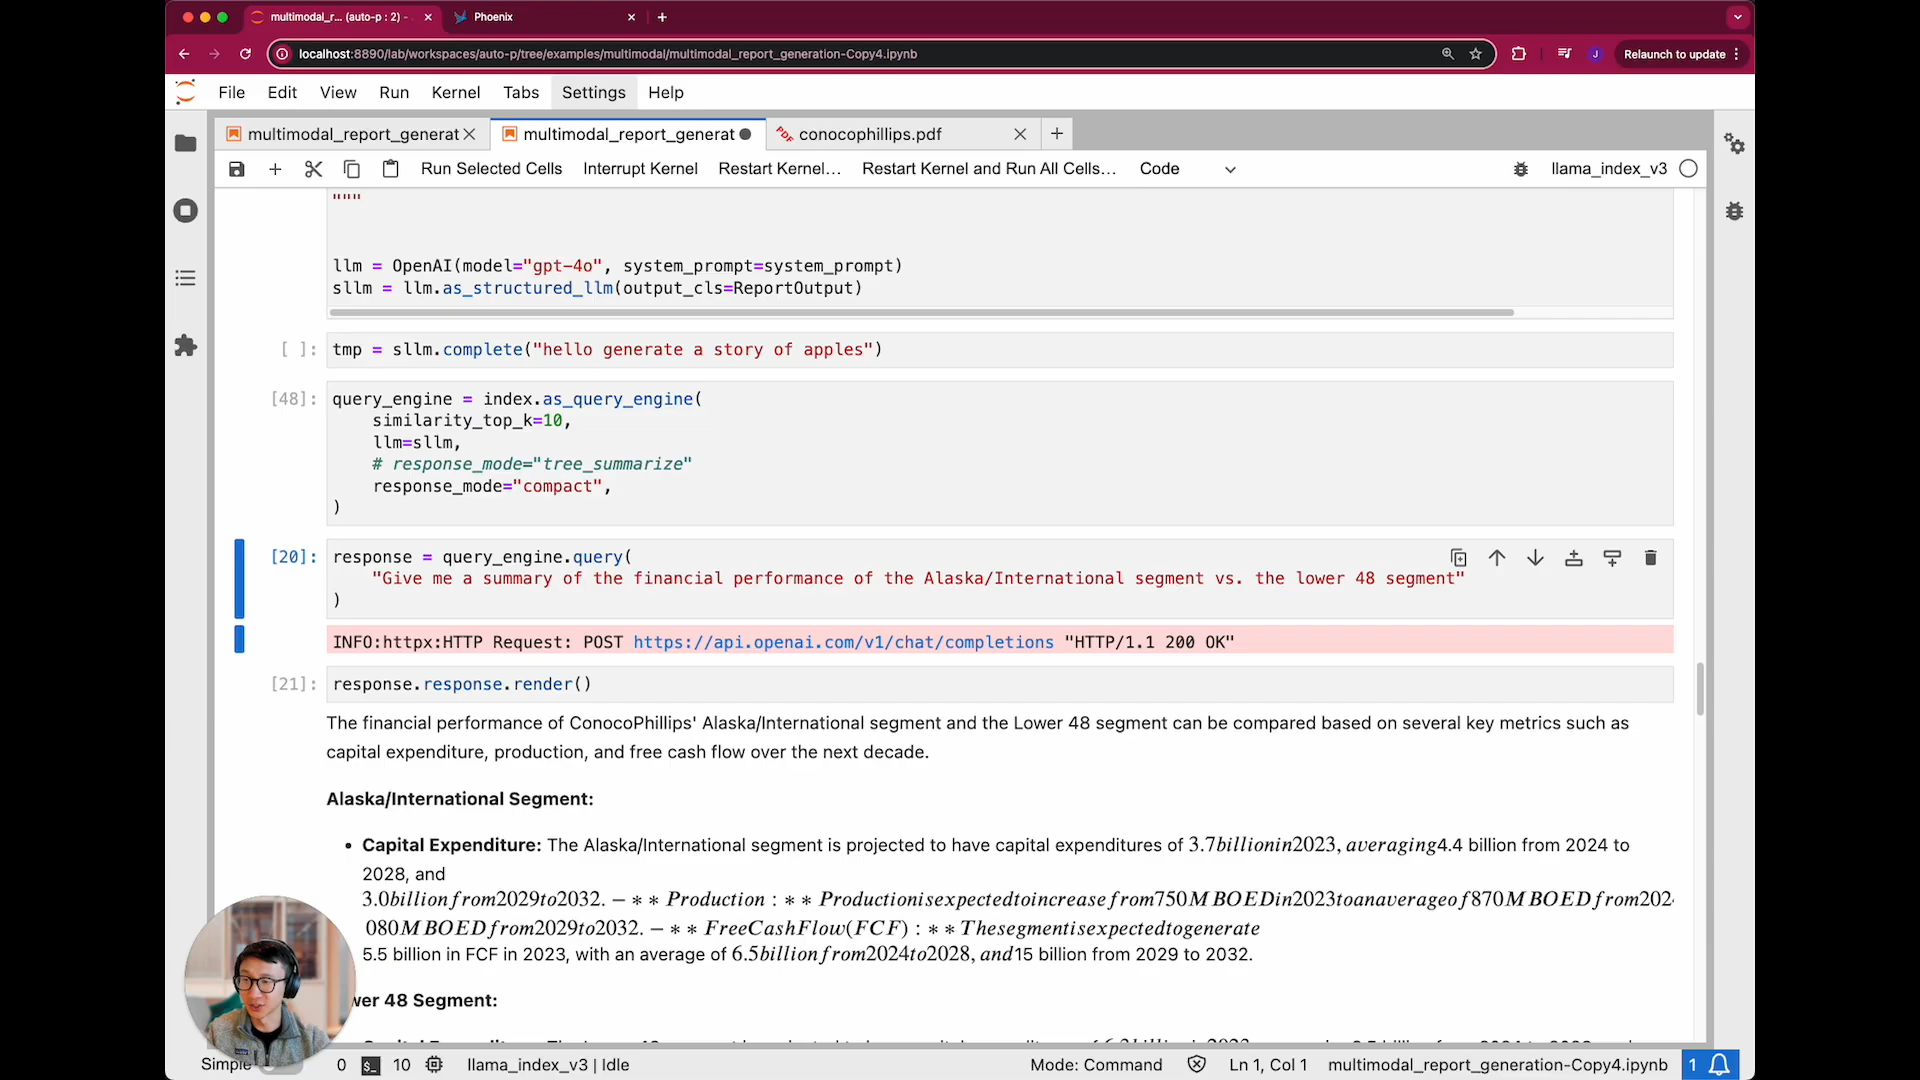 multimodal_r... (auto-p : 2) -
Phoenix
localhost:8890/lab/workspaces/auto-p/tree/examples/multimodal/multimodal_report_generation-Copy4.ipynb
J
Relaunch to update
File Edit View Run Kernel Tabs Settings Help
multimodal_report_generat
multimodal_report_generat
PDF
conocophillips.pdf
Run Selected Cells Interrupt Kernel Restart Kernel... Restart Kernel and Run All Cells... Code llama_index_v3
"""
llm = OpenAI(model="gpt-4o", system_prompt=system_prompt)
sllm = llm.as_structured_llm(output_cls=ReportOutput)
[ ]: tmp = sllm.complete("hello generate a story of apples")
[48]: query_engine = index.as_query_engine(
similarity_top_k=10,
llm=sllm,
# response_mode="tree_summarize"
response_mode="compact",
)
[20]: response = query_engine.query(
"Give me a summary of the financial performance of the Alaska/International segment vs. the lower 48 segment"
)
INFO:httpx:HTTP Request: POST https://api.openai.com/v1/chat/completions "HTTP/1.1 200 OK"
[21]: response.response.render()
The financial performance of ConocoPhillips' Alaska/International segment and the Lower 48 segment can be compared based on several key metrics such as
capital expenditure, production, and free cash flow over the next decade.
Alaska/International Segment:
• Capital Expenditure: The Alaska/International segment is projected to have capital expenditures of 3.7billionin2023, averaging4.4 billion from 2024 to
2028, and
3.0billionfrom2029to2032. − ∗∗ Production : ∗∗ Productionisexpectedtoincreasefrom750MBOEDin2023toanaverageof870MBOEDfrom202
080MBOEDfrom2029to2032. − ∗∗ FreeCashFlow(FCF) : ∗∗ Thesegmentisexpectedtogenerate
5.5 billion in FCF in 2023, with an average of 6.5billionfrom2024to2028, and15 billion from 2029 to 2032.
wer 48 Segment:
Simple 0 10 llama_index_v3 | Idle Mode: Command Ln 1, Col 1 multimodal_report_generation-Copy4.ipynb 1